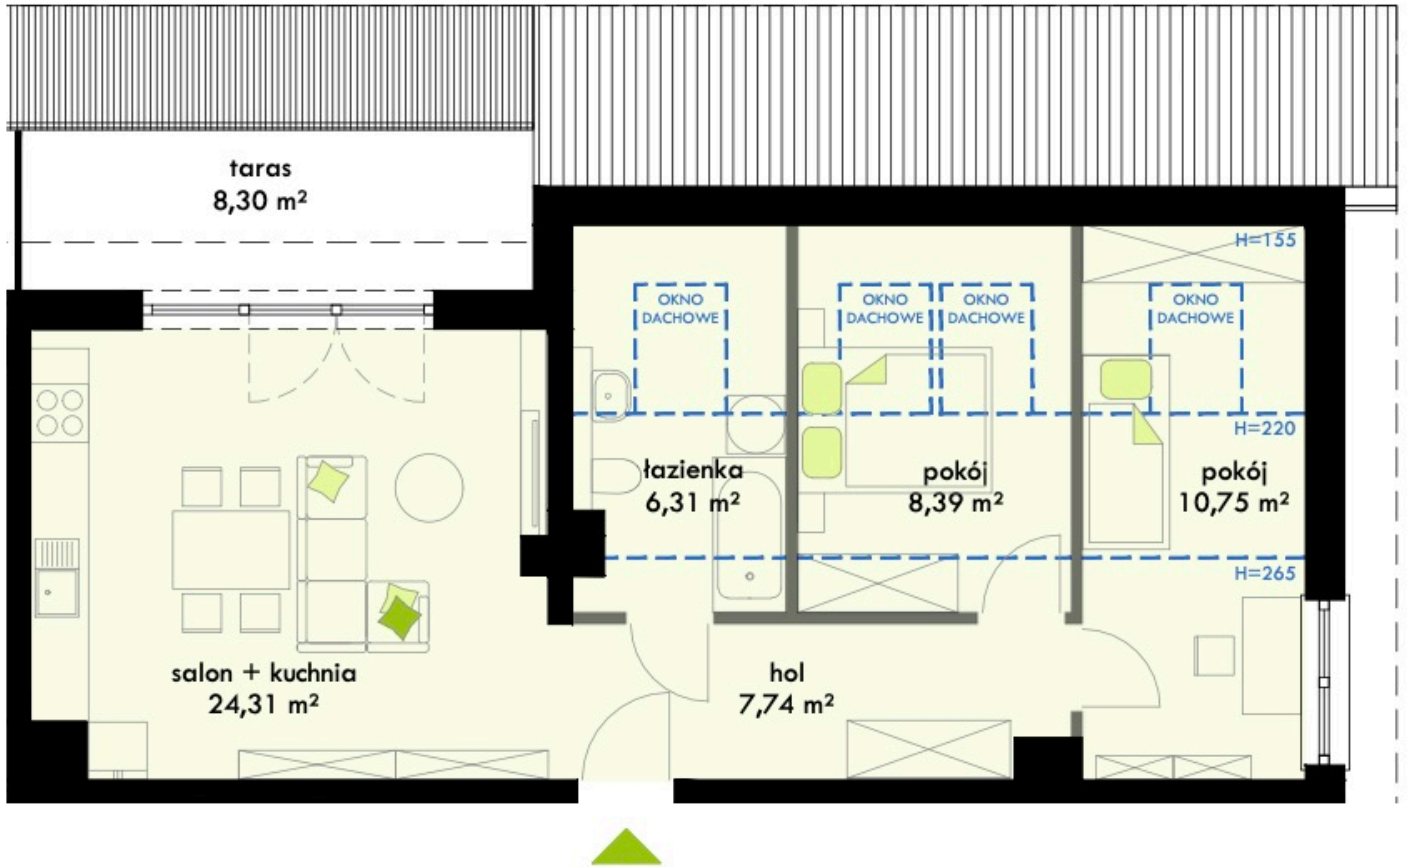 taras
8,30 m²
H=155
OKNO
DACHOWE
OKNO
DACHOWE
OKNO
DACHOWE
OKNO
DACHOWE
H=220
łazienka
6,31 m²
pokój
8,39 m²
pokój
10,75 m²
H=265
salon + kuchnia
24,31 m²
hol
7,74 m²